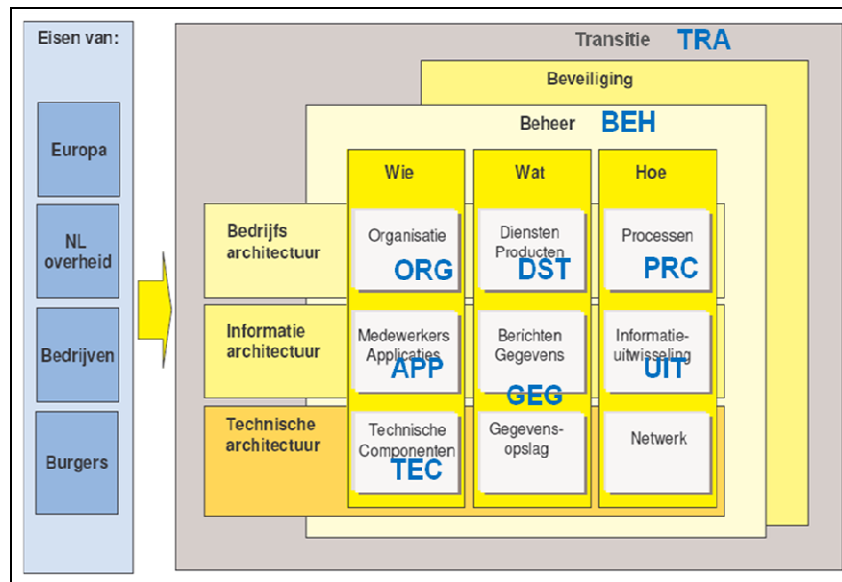 Eisen van:
Europa
NL
overheid
Bedrijven
Burgers
Transitie TRA
Beveiliging
Beheer BEH
Wie
Wat
Hoe
Bedrijfs
architectuur
Organisatie
ORG
Diensten
Producten
DST
Processen
PRC
Informatie
architectuur
Medewerkers
Applicaties
APP
Berichten
Gegevens
GEG
Informatie-
uitwisseling
UIT
Technische
architectuur
Technische
Componenten
TEC
Gegevens-
opslag
Netwerk